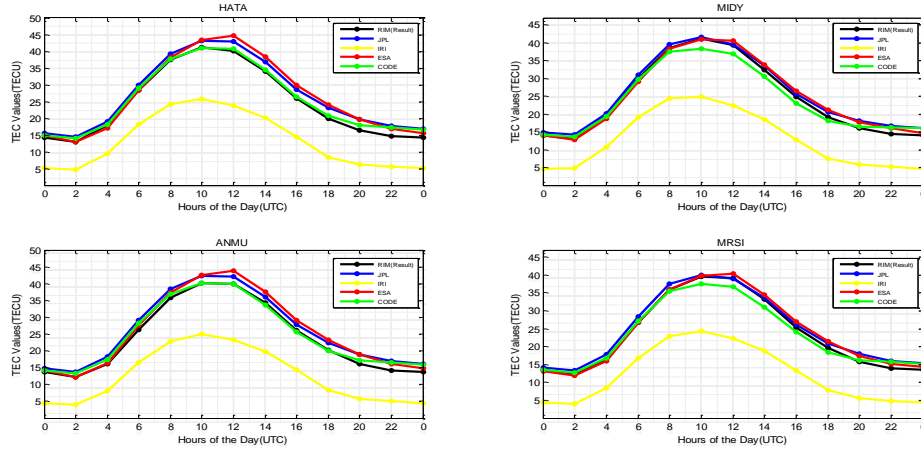 HATA
TEC Values(TECU)
50
45
40
35
30
25
20
15
10
5
RIM(Result)
JPL
IRI
ESA
CODE
0 2 4 6 8 10 12 14 16 18 20 22 0
Hours of the Day(UTC)
MIDY
TEC Values(TECU)
45
40
35
30
25
20
15
10
5
RIM(Result)
JPL
IRI
ESA
CODE
0 2 4 6 8 10 12 14 16 18 20 22 0
Hours of the Day(UTC)
ANMU
TEC Values(TECU)
50
45
40
35
30
25
20
15
10
5
RIM(Result)
JPL
IRI
ESA
CODE
0 2 4 6 8 10 12 14 16 18 20 22 0
Hours of the Day(UTC)
MRSI
TEC Values(TECU)
45
40
35
30
25
20
15
10
5
RIM(Result)
JPL
IRI
ESA
CODE
0 2 4 6 8 10 12 14 16 18 20 22 0
Hours of the Day(UTC)